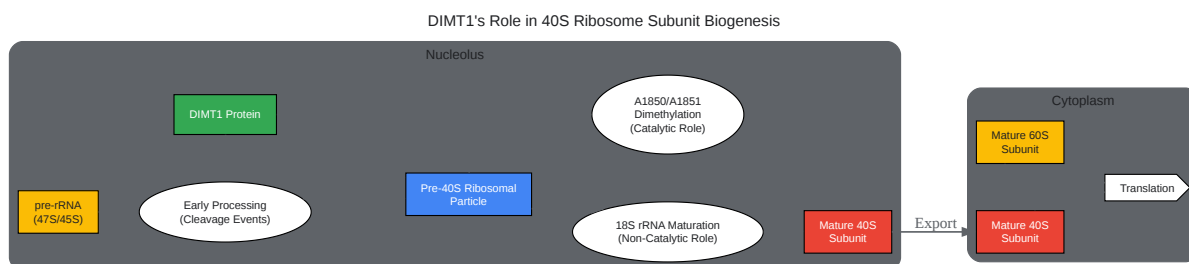 DIMT1's Role in 40S Ribosome Subunit Biogenesis
Nucleolus
DIMT1 Protein
A1850/A1851
Dimethylation
(Catalytic Role)
pre-rRNA
(47S/45S)
Early Processing
(Cleavage Events)
Pre-40S Ribosomal
Particle
18S rRNA Maturation
(Non-Catalytic Role)
Mature 40S
Subunit
Export
Cytoplasm
Mature 60S
Subunit
Translation
Mature 40S
Subunit